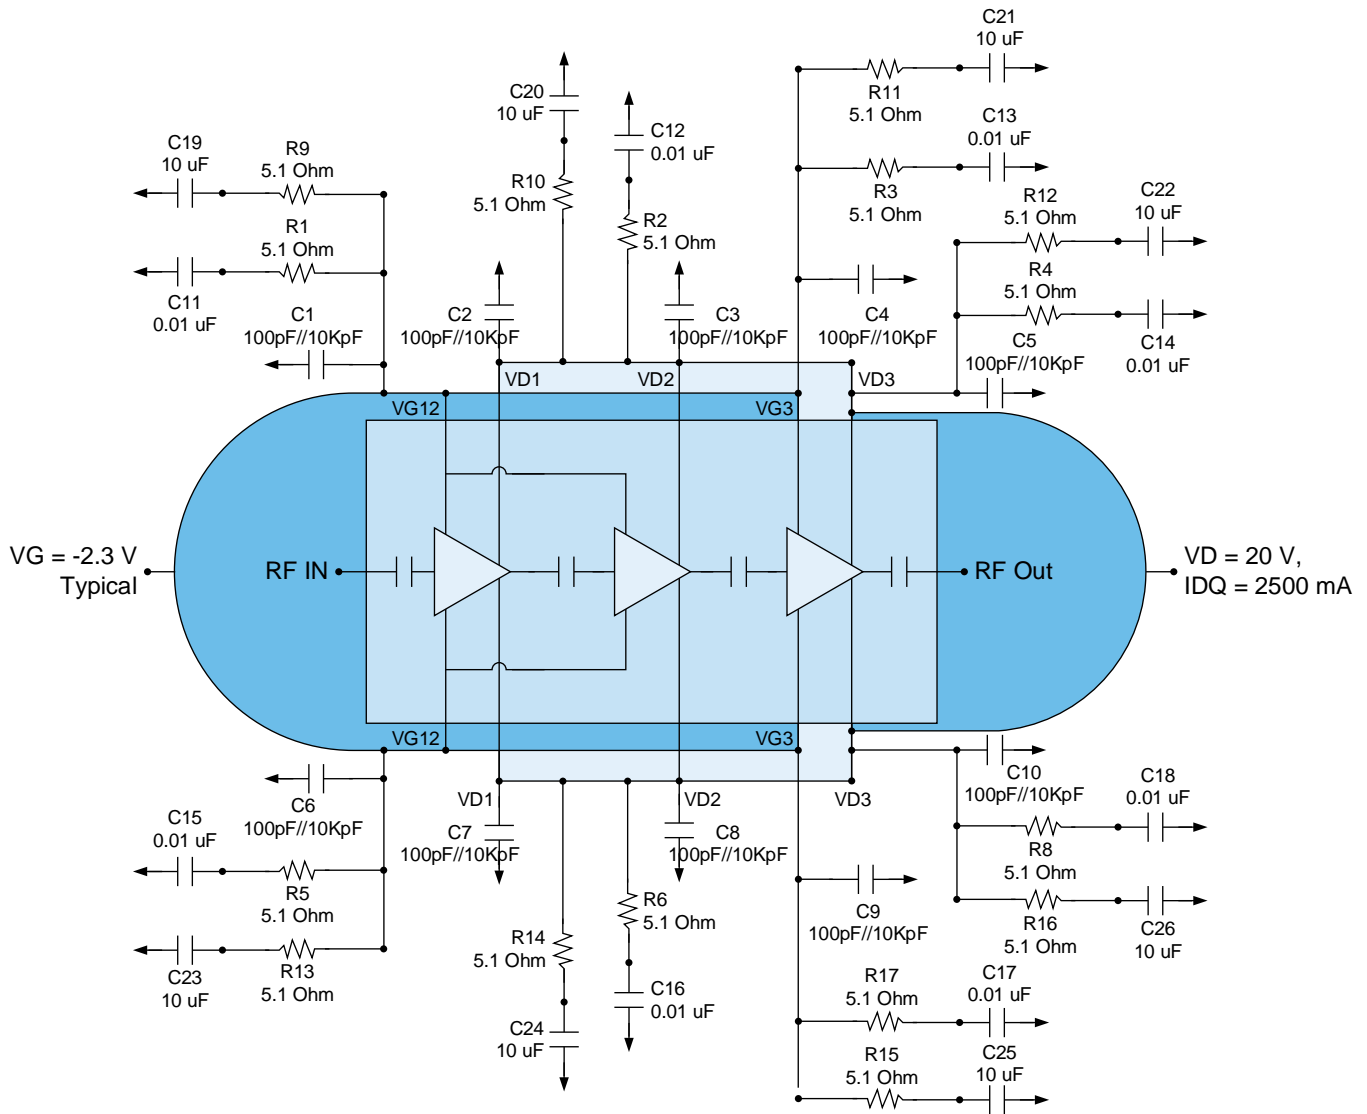 C21
10 uF
R11
5.1 Ohm
C13
0.01 uF
R3
5.1 Ohm
C20
10 uF
C12
0.01 uF
R10
5.1 Ohm
R2
5.1 Ohm
C19
10 uF
R9
5.1 Ohm
R1
5.1 Ohm
C11
0.01 uF
C1
100pF//10KpF
C2
100pF//10KpF
C3
100pF//10KpF
C4
100pF//10KpF
R12
5.1 Ohm
C22
10 uF
R4
5.1 Ohm
C14
0.01 uF
C5
100pF//10KpF
VD1
VD2
VD3
VG12
VG3
VG = -2.3 V
Typical
RF IN
RF Out
VD = 20 V,
IDQ = 2500 mA
VG12
VG3
VD1
VD2
VD3
C6
100pF//10KpF
C7
100pF//10KpF
C8
100pF//10KpF
C10
100pF//10KpF
C15
0.01 uF
R5
5.1 Ohm
C23
10 uF
R13
5.1 Ohm
R14
5.1 Ohm
R6
5.1 Ohm
C16
0.01 uF
C24
10 uF
C9
100pF//10KpF
C18
0.01 uF
R8
5.1 Ohm
R16
5.1 Ohm
C26
10 uF
R17
5.1 Ohm
C17
0.01 uF
R15
5.1 Ohm
C25
10 uF